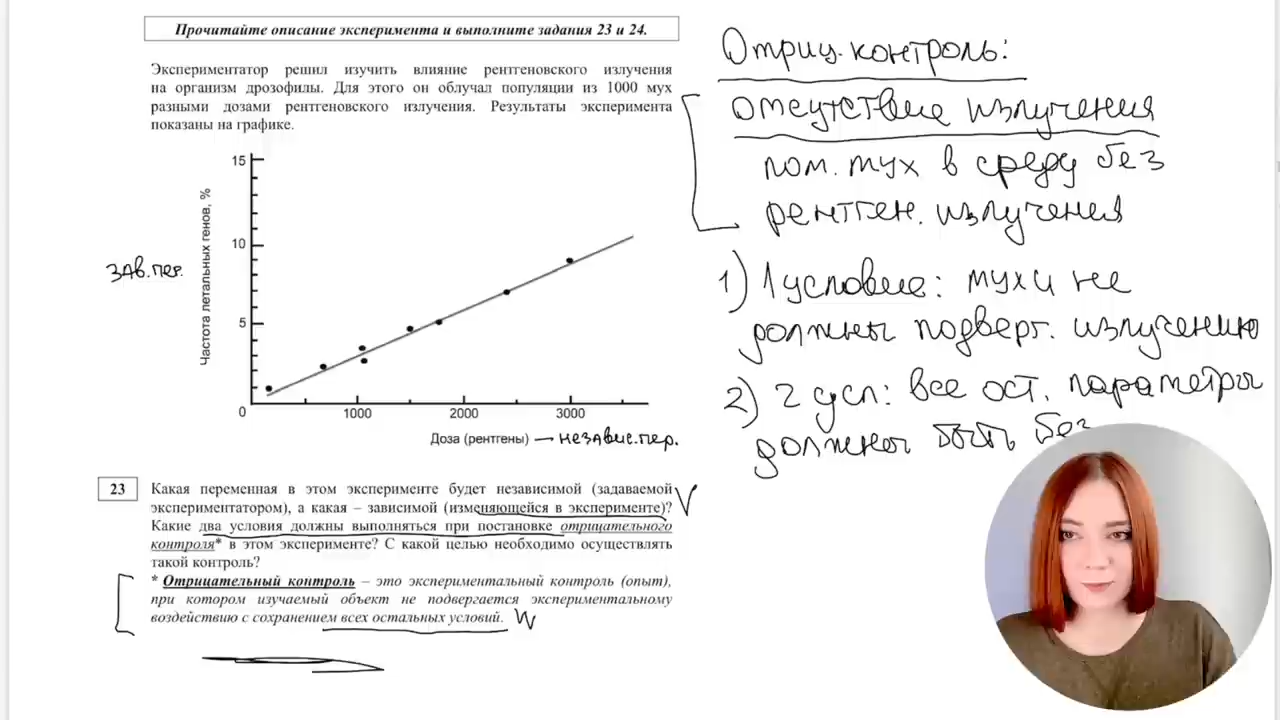 Прочитайте описание эксперимента и выполните задания 23 и 24.
Экспериментатор решил изучить влияние рентгеновского излучения
на организм дрозофилы. Для этого он облучал популяции из 1000 мух
разными дозами рентгеновского излучения. Результаты эксперимента
показаны на графике.
Частота летальных генов, %
15
10
5
0
1000
2000
3000
Доза (рентгены) — независ.пер.
зав.пер.
23
Какая переменная в этом эксперименте будет независимой (задаваемой
экспериментатором), а какая – зависимой (изменяющейся в эксперименте)?
Какие два условия должны выполняться при постановке отрицательного
контроля* в этом эксперименте? С какой целью необходимо осуществлять
такой контроль?
* Отрицательный контроль – это экспериментальный контроль (опыт),
при котором изучаемый объект не подвергается экспериментальному
воздействию с сохранением всех остальных условий.
Отриц.контроль:
отсутствие излучения
пом. мух в среду без
рентген. излучения
1) 1 условие: мухи не
должны подверг. излучению
2) 2 усл: все ост. параметры
должны быть без